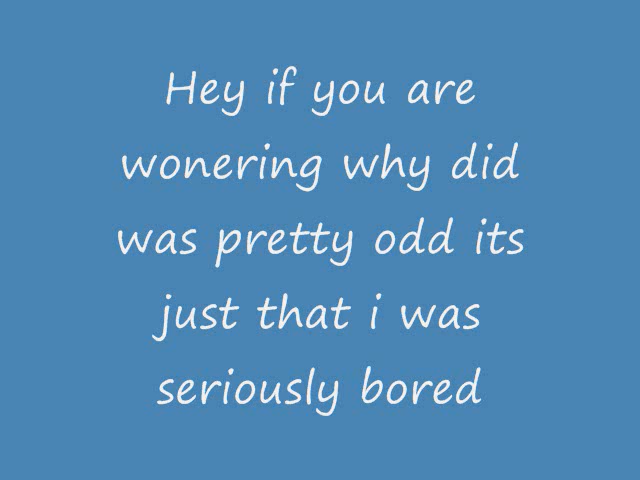 Hey if you are
wonering why did
was pretty odd its
just that i was
seriously bored